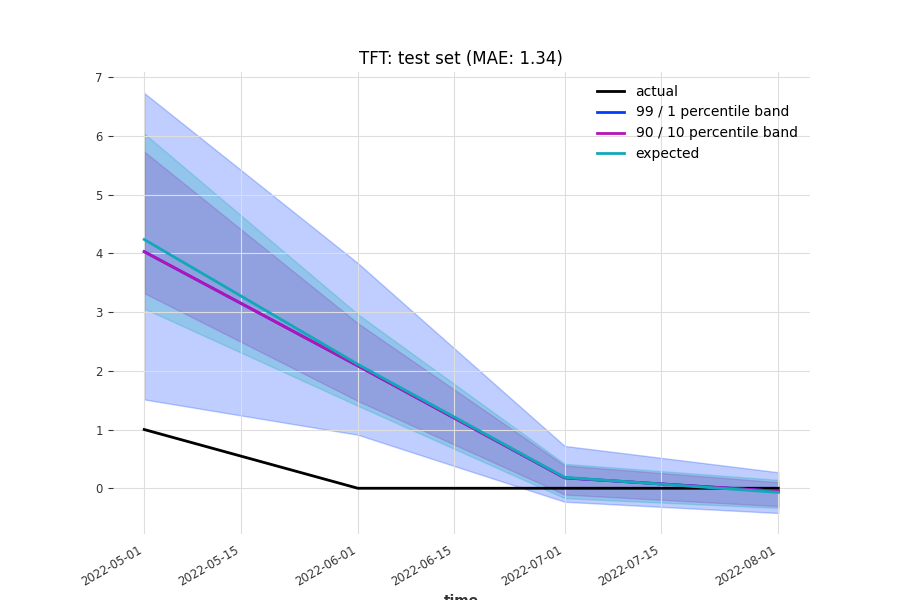 TFT: test set (MAE: 1.34)
7
6
5
4
3
2
1
0
actual
99 / 1 percentile band
90 / 10 percentile band
expected
2022-05-01
2022-05-15
2022-06-01
2022-06-15
2022-07-01
2022-07-15
2022-08-01
time